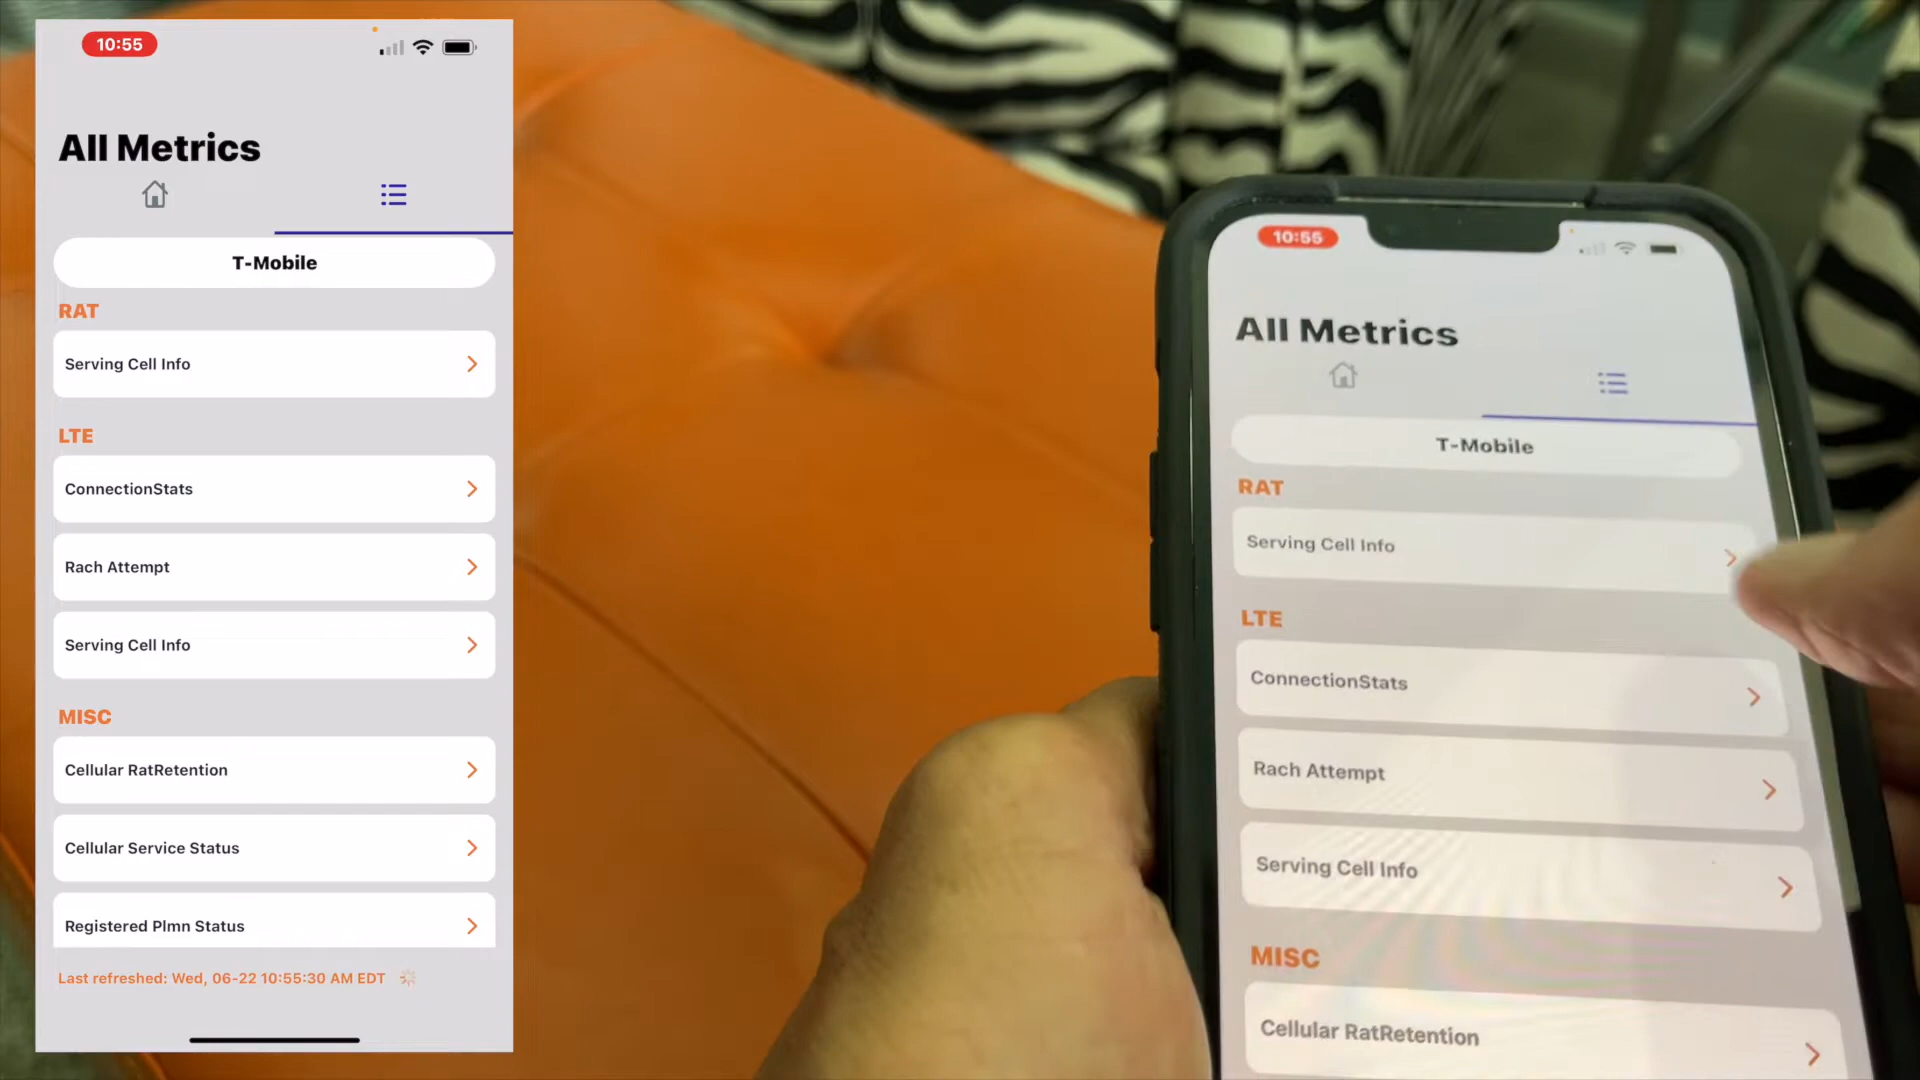 10:55
All Metrics
T-Mobile
RAT
Serving Cell Info
LTE
ConnectionStats
Rach Attempt
Serving Cell Info
MISC
Cellular RatRetention
Cellular Service Status
Registered Plmn Status
Last refreshed: Wed, 06-22 10:55:30 AM EDT
10:55
All Metrics
T-Mobile
RAT
Serving Cell Info
LTE
ConnectionStats
Rach Attempt
Serving Cell Info
MISC
Cellular RatRetention